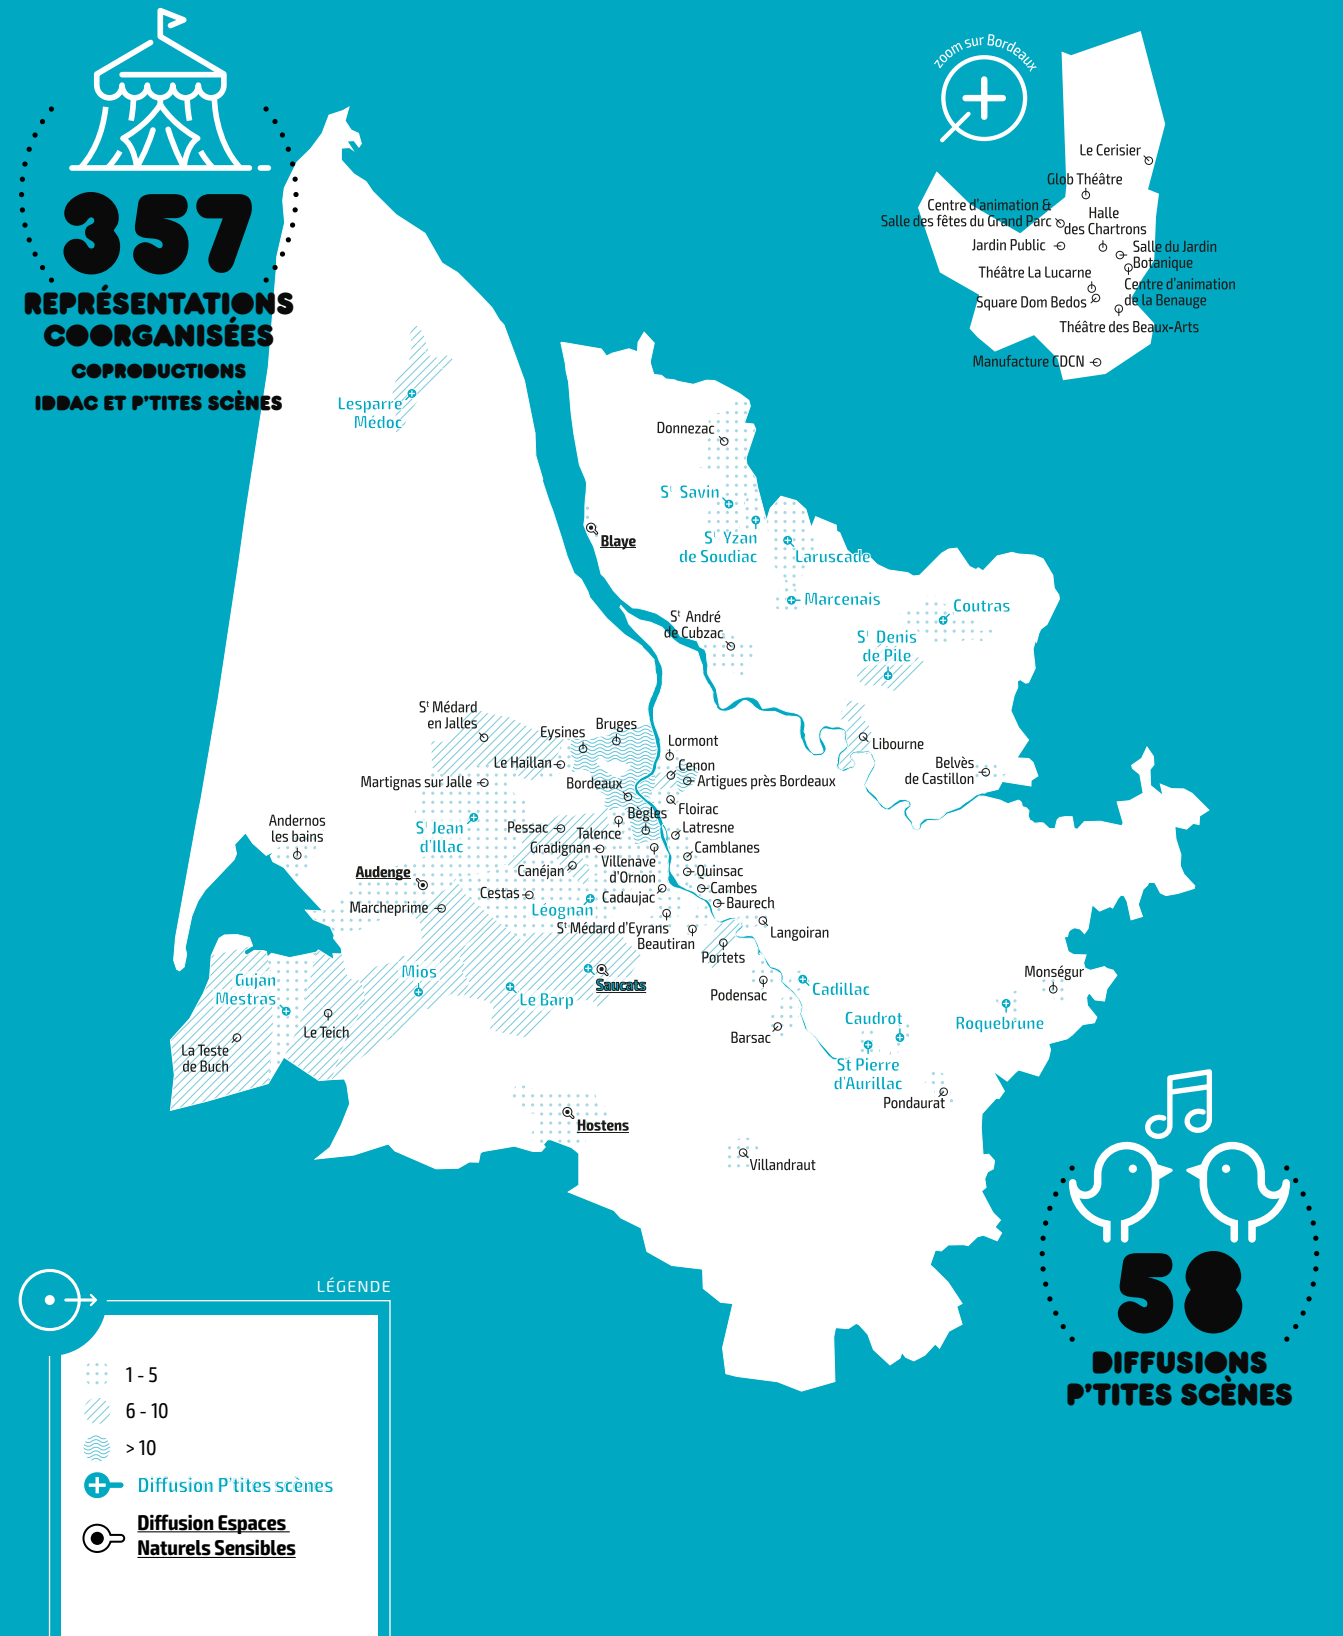 357
REPRÉSENTATIONS
COORGANISÉES
COPRODUCTIONS
IDDAC ET P'TITES SCÈNES
zoom sur Bordeaux
Le Cerisier
Glob Théâtre
Centre d'animation &
Salle des fêtes du Grand Parc
Halle
des Chartrons
Jardin Public
Salle du Jardin
Botanique
Théâtre La Lucarne
Centre d'animation
de la Benauge
Square Dom Bedos
Théâtre des Beaux-Arts
Manufacture CDCN
Lesparre
Médoc
Donnezac
St Savin
Blaye
St Yzan
de Soudiac
Laruscade
Marcenais
Coutras
St André
de Cubzac
St Denis
de Pile
St Médard
en Jalles
Eysines
Bruges
Lormont
Libourne
Le Haillan
Cenon
Belvès
de Castillon
Martignas sur Jalle
Bordeaux
Artigues près Bordeaux
Floirac
Bègles
Andernos
les bains
St Jean
d'Illac
Pessac
Talence
Latresne
Gradignan
Camblanes
Villenave
d'Ornon
Audenge
Canéjan
Quinsac
Cestas
Cadaujac
Cambes
Marcheprime
Léognan
Baurech
St Médard d'Eyrans
Langoiran
Beautiran
Portets
Gujan
Mestras
Mios
Saucats
Le Barp
Podensac
Cadillac
Monségur
Le Teich
Caudrot
Roquebrune
La Teste
de Buch
Barsac
St Pierre
d'Aurillac
Pondaurat
Hostens
Villandraut
58
DIFFUSIONS
P'TITES SCÈNES
LÉGENDE
1 - 5
6 - 10
> 10
Diffusion P'tites scènes
Diffusion Espaces
Naturels Sensibles